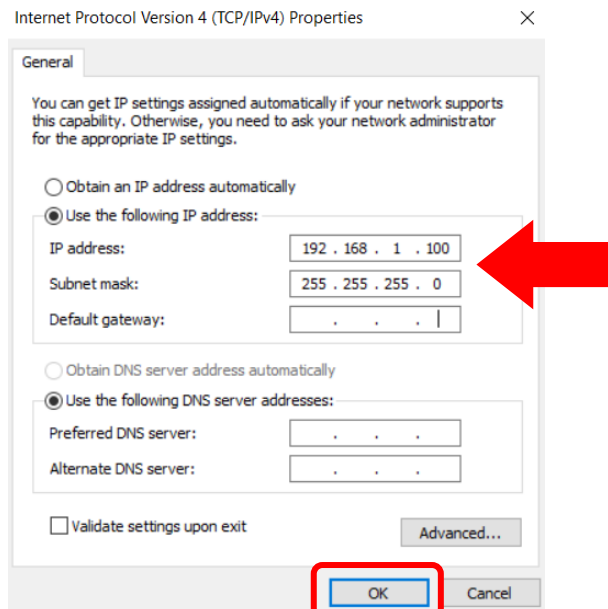 Internet Protocol Version 4 (TCP/IPv4) Properties
General
You can get IP settings assigned automatically if your network supports
this capability. Otherwise, you need to ask your network administrator
for the appropriate IP settings.
Obtain an IP address automatically
Use the following IP address:
IP address: 192 . 168 . 1 . 100
Subnet mask: 255 . 255 . 255 . 0
Default gateway: . . .
Obtain DNS server address automatically
Use the following DNS server addresses:
Preferred DNS server: . . .
Alternate DNS server: . . .
Validate settings upon exit
Advanced...
OK Cancel